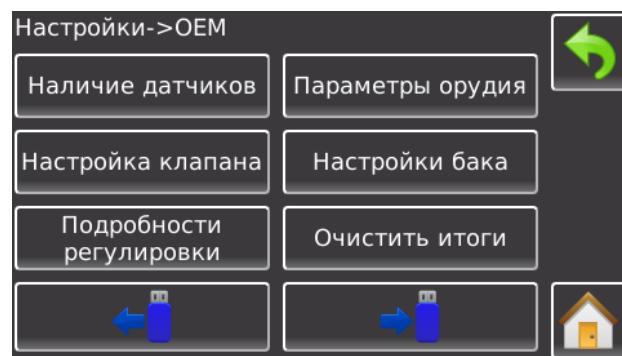 Настройки->OEM
Наличие датчиков
Параметры орудия
Настройка клапана
Настройки бака
Подробности
регулировки
Очистить итоги